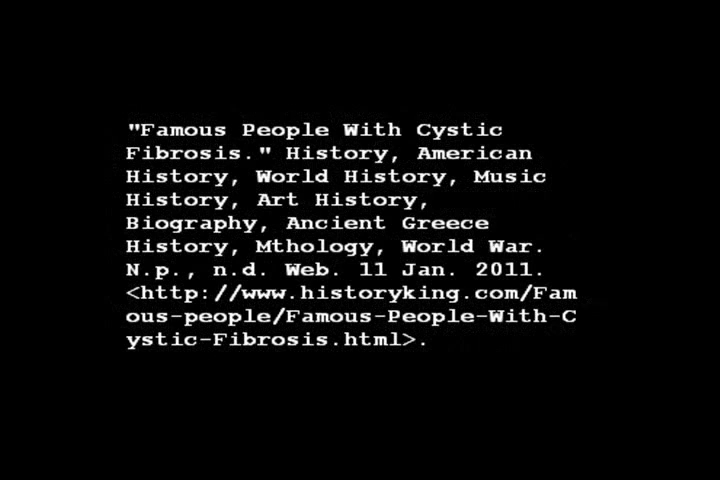 "Famous People With Cystic
Fibrosis." History, American
History, World History, Music
History, Art History,
Biography, Ancient Greece
History, Mthology, World War.
N.p., n.d. Web. 11 Jan. 2011.
<http://www.historyking.com/Fam
ous-people/Famous-People-With-C
ystic-Fibrosis.html>.